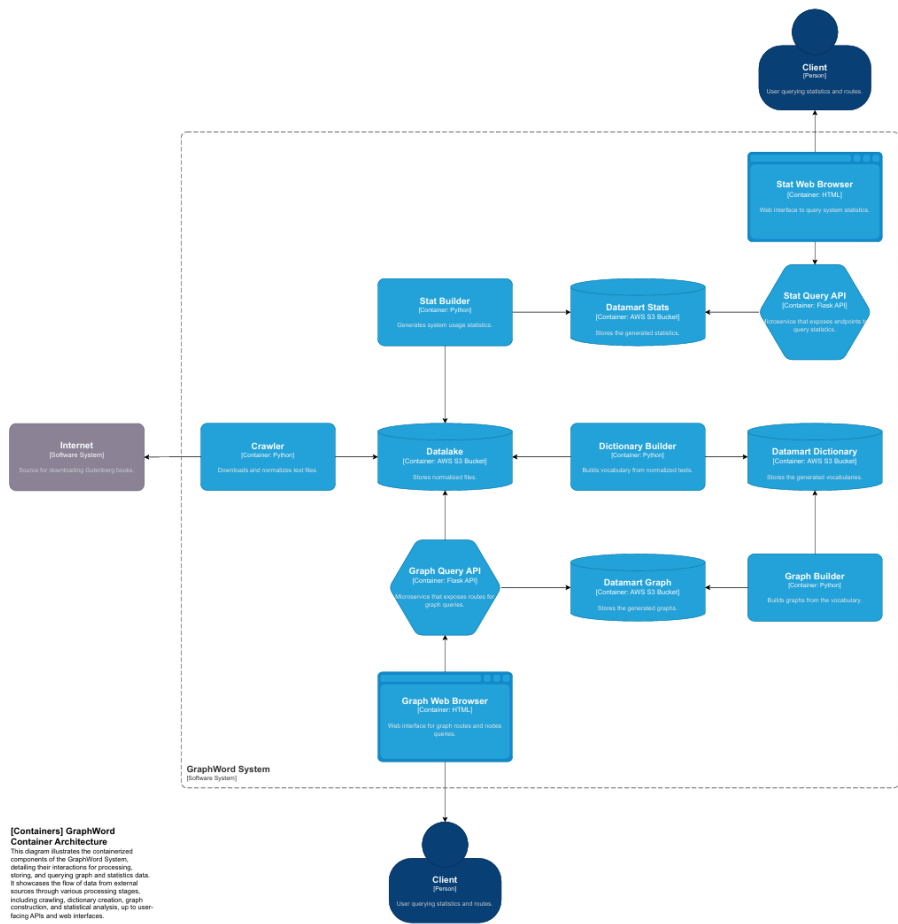 Client
[Person]
User querying statistics and routes.
Stat Web Browser
[Container: HTML]
Web interface to query system statistics.
Stat Builder
[Container: Python]
Generates system usage statistics.
Datamart Stats
[Container: AWS S3 Bucket]
Stores the generated statistics.
Stat Query API
[Container: Flask API]
Microservice that exposes endpoints to
query statistics.
Internet
[Software System]
Source for downloading Gutenberg books.
Crawler
[Container: Python]
Downloads and normalizes text files.
Datalake
[Container: AWS S3 Bucket]
Stores normalized files.
Dictionary Builder
[Container: Python]
Builds vocabulary from normalized texts.
Datamart Dictionary
[Container: AWS S3 Bucket]
Stores the generated vocabularies.
Graph Query API
[Container: Flask API]
Microservice that exposes routes for
graph queries.
Datamart Graph
[Container: AWS S3 Bucket]
Stores the generated graphs.
Graph Builder
[Container: Python]
Builds graphs from the vocabulary.
Graph Web Browser
[Container: HTML]
Web interface for graph routes and nodes
queries.
GraphWord System
[Software System]
Client
[Person]
User querying statistics and routes.
[Containers] GraphWord
Container Architecture
This diagram illustrates the containerized
components of the GraphWord System,
detailing their interactions for processing,
storing, and querying graph and statistics data.
It showcases the flow of data from external
sources through various processing stages,
including crawling, dictionary creation, graph
construction, and statistical analysis, up to user-
facing APIs and web interfaces.